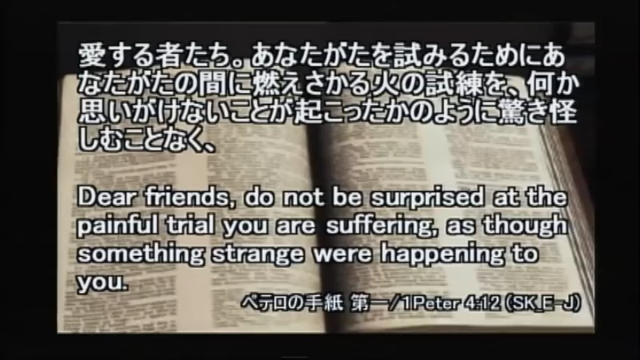 愛する者たち。あなたがたを試みるためにあ
なたがたの間に燃えさかる火の試練を、何か
思いがけないことが起こったかのように驚き怪
しむことなく、
Dear friends, do not be surprised at the
painful trial you are suffering, as though
something strange were happening to
you.
ペテロの手紙 第一/1Peter 4:12 (SK_E-J)